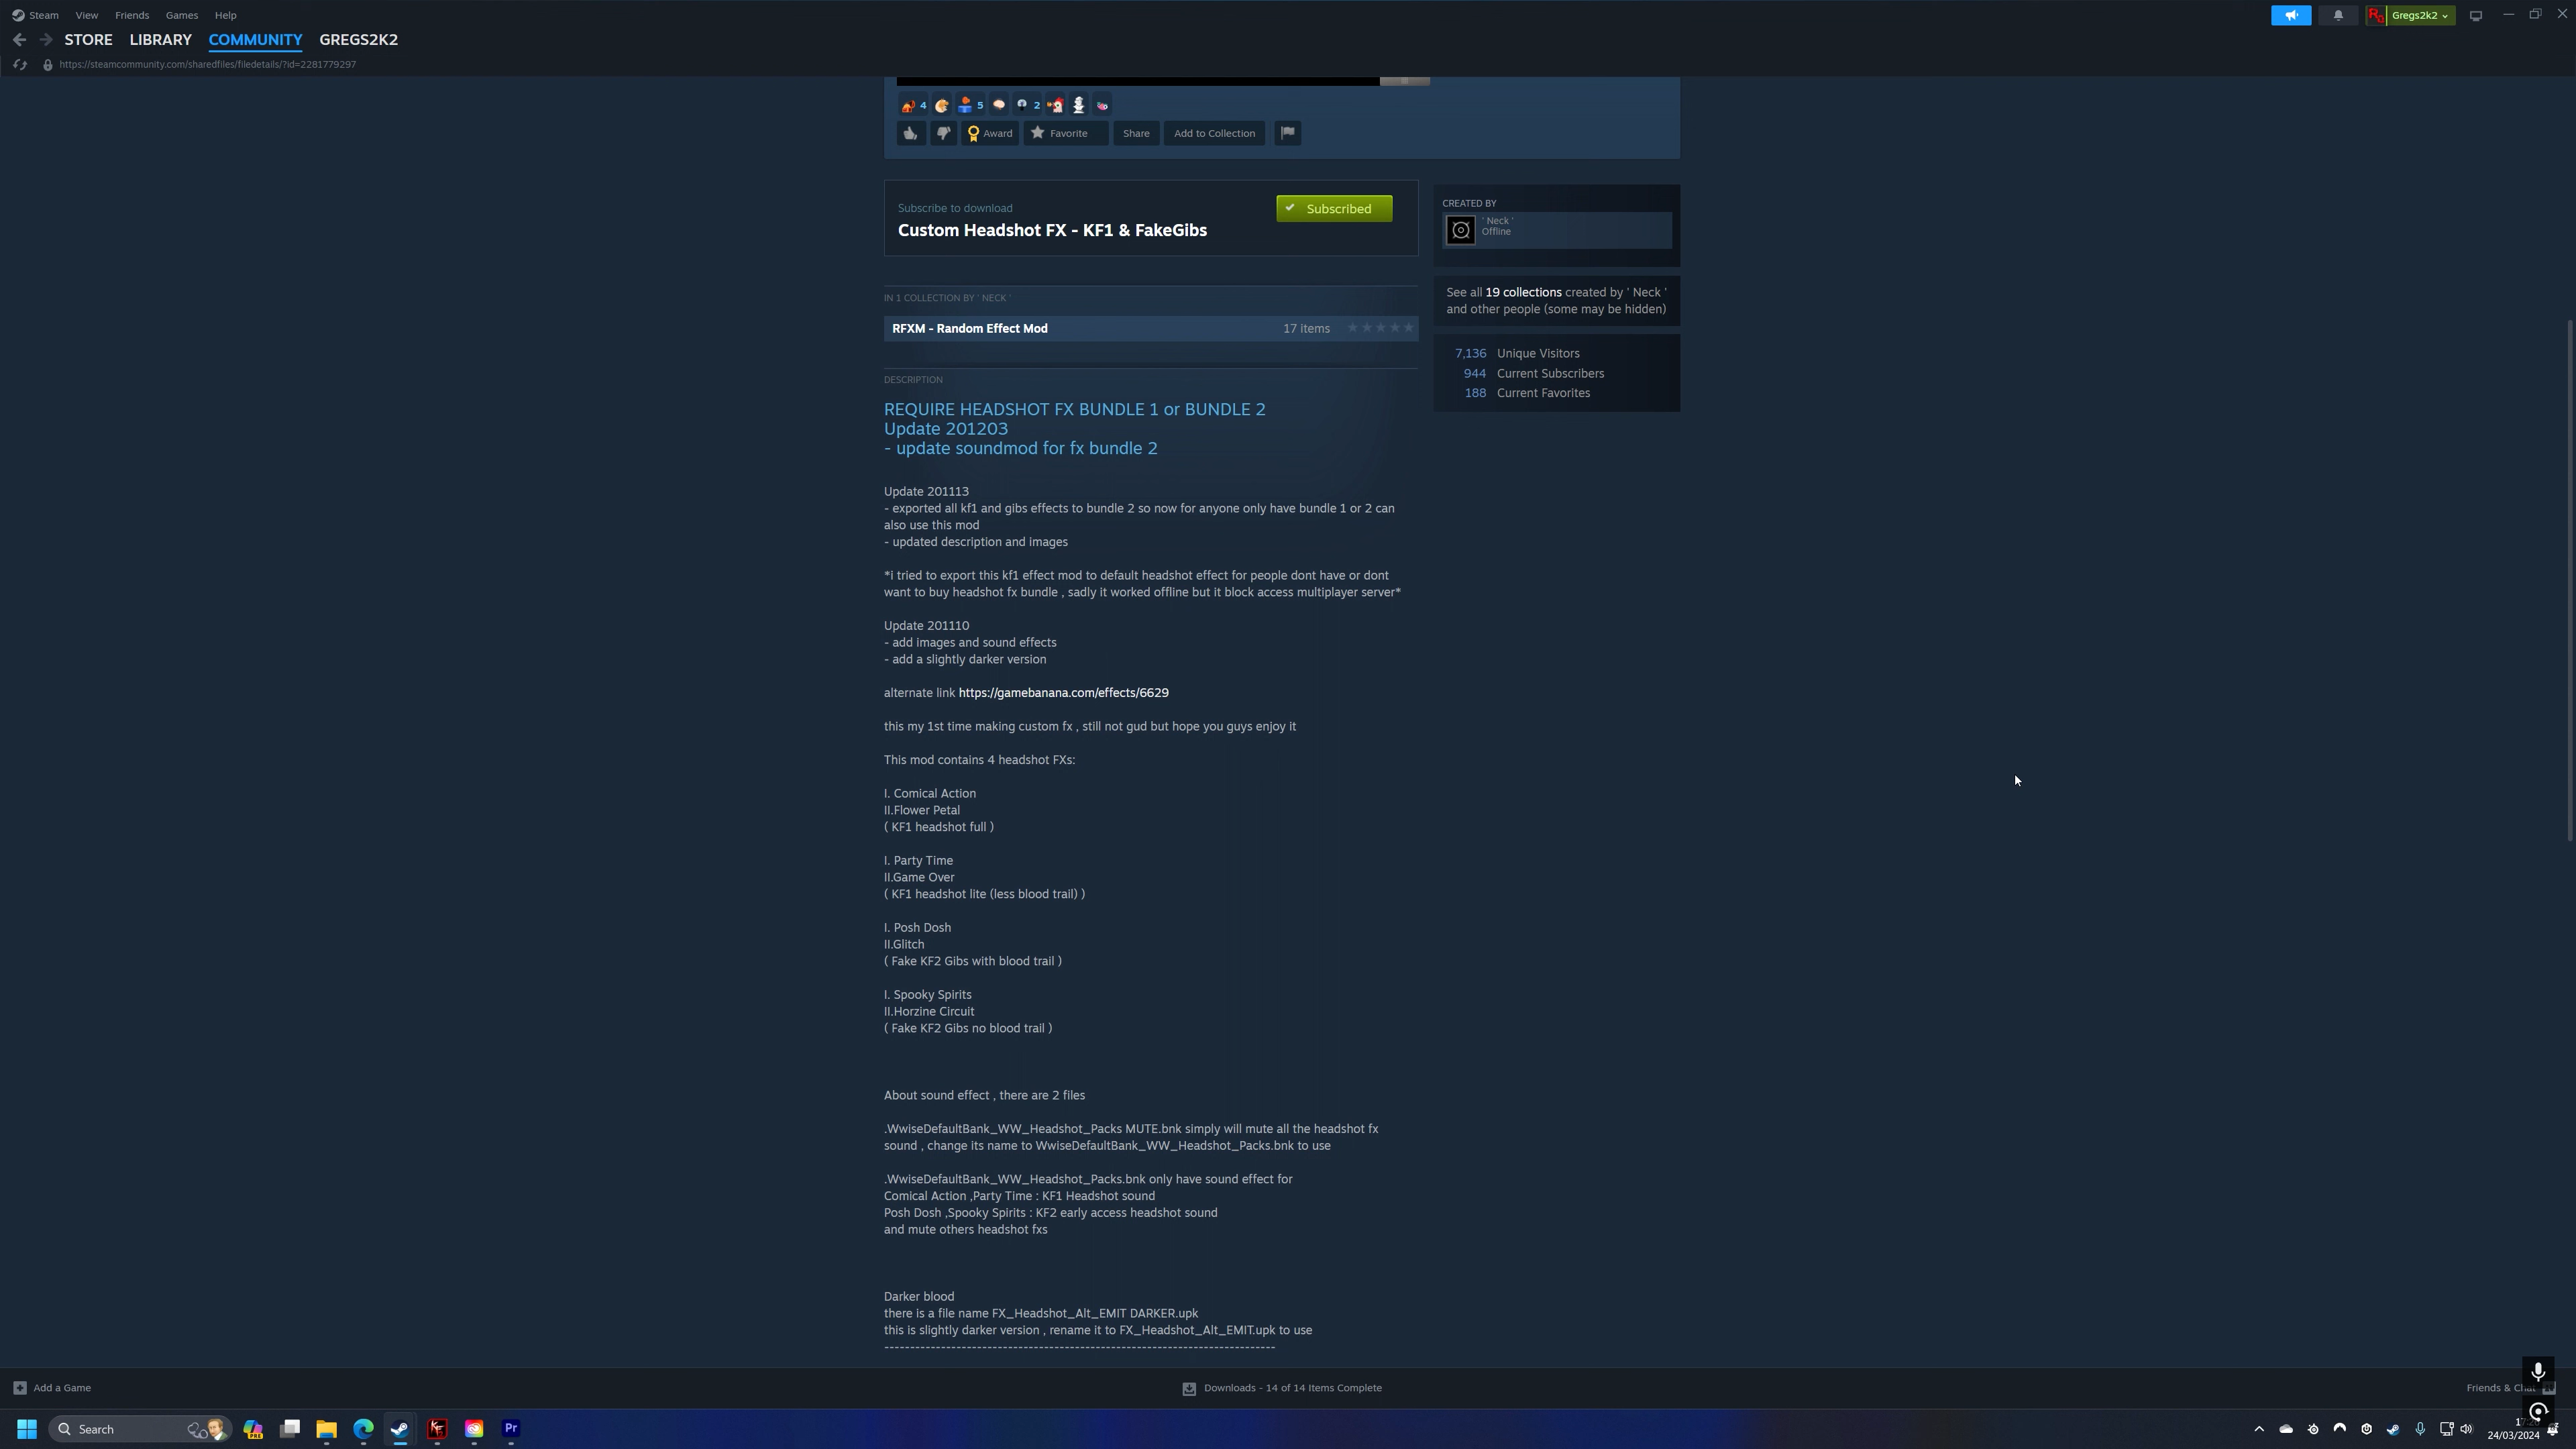 Steam View Friends Games Help
Gregs2k2
STORE LIBRARY COMMUNITY GREGS2K2
https://steamcommunity.com/sharedfiles/filedetails/?id=2281779297
4 5 2
Award Favorite Share Add to Collection
Subscribe to download
Custom Headshot FX - KF1 & FakeGibs
Subscribed
CREATED BY
' Neck '
Offline
See all 19 collections created by ' Neck '
and other people (some may be hidden)
7,136 Unique Visitors
944 Current Subscribers
188 Current Favorites
IN 1 COLLECTION BY ' NECK '
RFXM - Random Effect Mod 17 items
DESCRIPTION
REQUIRE HEADSHOT FX BUNDLE 1 or BUNDLE 2
Update 201203
- update soundmod for fx bundle 2
Update 201113
- exported all kf1 and gibs effects to bundle 2 so now for anyone only have bundle 1 or 2 can
also use this mod
- updated description and images
*i tried to export this kf1 effect mod to default headshot effect for people dont have or dont
want to buy headshot fx bundle , sadly it worked offline but it block access multiplayer server*
Update 201110
- add images and sound effects
- add a slightly darker version
alternate link https://gamebanana.com/effects/6629
this my 1st time making custom fx , still not gud but hope you guys enjoy it
This mod contains 4 headshot FXs:
I. Comical Action
II.Flower Petal
( KF1 headshot full )
I. Party Time
II.Game Over
( KF1 headshot lite (less blood trail) )
I. Posh Dosh
II.Glitch
( Fake KF2 Gibs with blood trail )
I. Spooky Spirits
II.Horzine Circuit
( Fake KF2 Gibs no blood trail )
About sound effect , there are 2 files
.WwiseDefaultBank_WW_Headshot_Packs MUTE.bnk simply will mute all the headshot fx
sound , change its name to WwiseDefaultBank_WW_Headshot_Packs.bnk to use
.WwiseDefaultBank_WW_Headshot_Packs.bnk only have sound effect for
Comical Action ,Party Time : KF1 Headshot sound
Posh Dosh ,Spooky Spirits : KF2 early access headshot sound
and mute others headshot fxs
Darker blood
there is a file name FX_Headshot_Alt_EMIT DARKER.upk
this is slightly darker version , rename it to FX_Headshot_Alt_EMIT.upk to use
------------------------------------------------------------------------------
Add a Game
Downloads - 14 of 14 Items Complete
Friends &
Search
PRE
Pr
24/03/2024